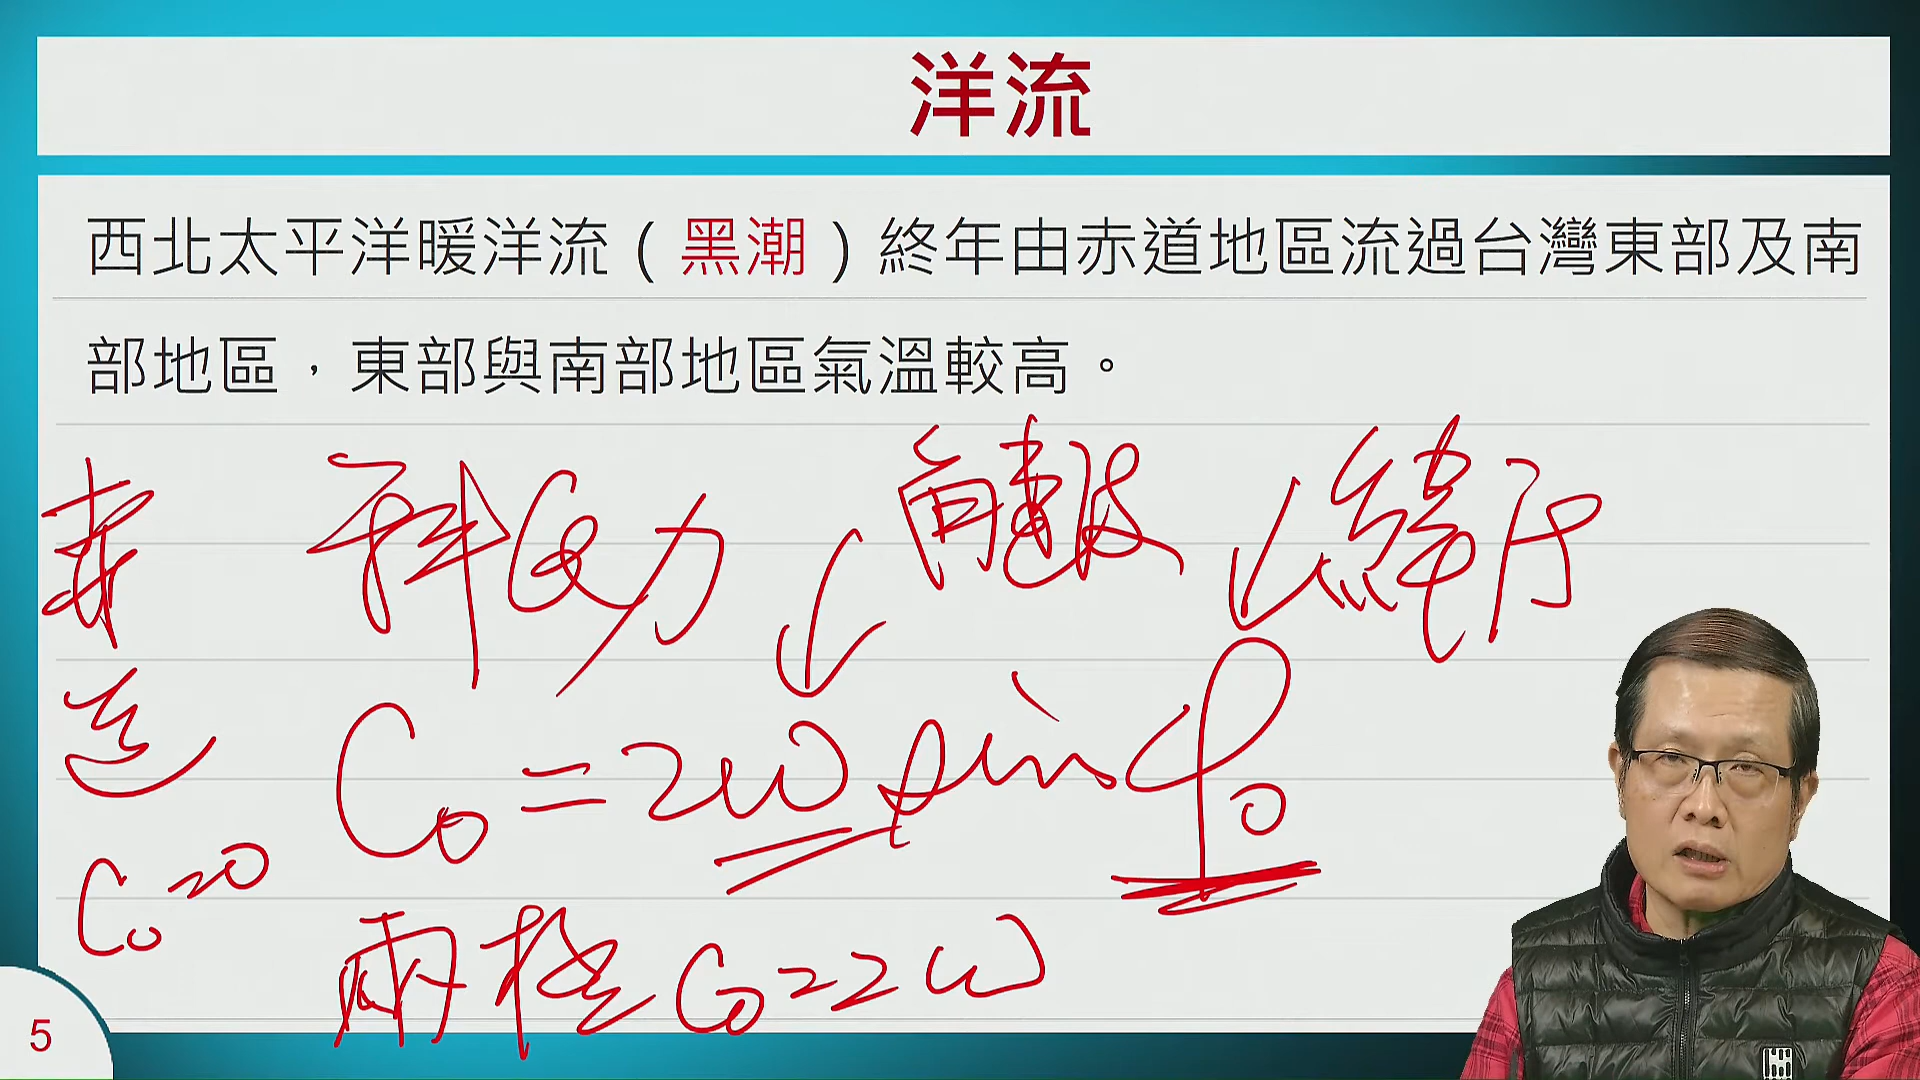 洋流
西北太平洋暖洋流（黑潮）終年由赤道地區流過台灣東部及南
部地區，東部與南部地區氣溫較高。
科氏力
角速度
緯度
赤道
Co = 2ω sin φ
Co=0
兩極 Co=2ω
5